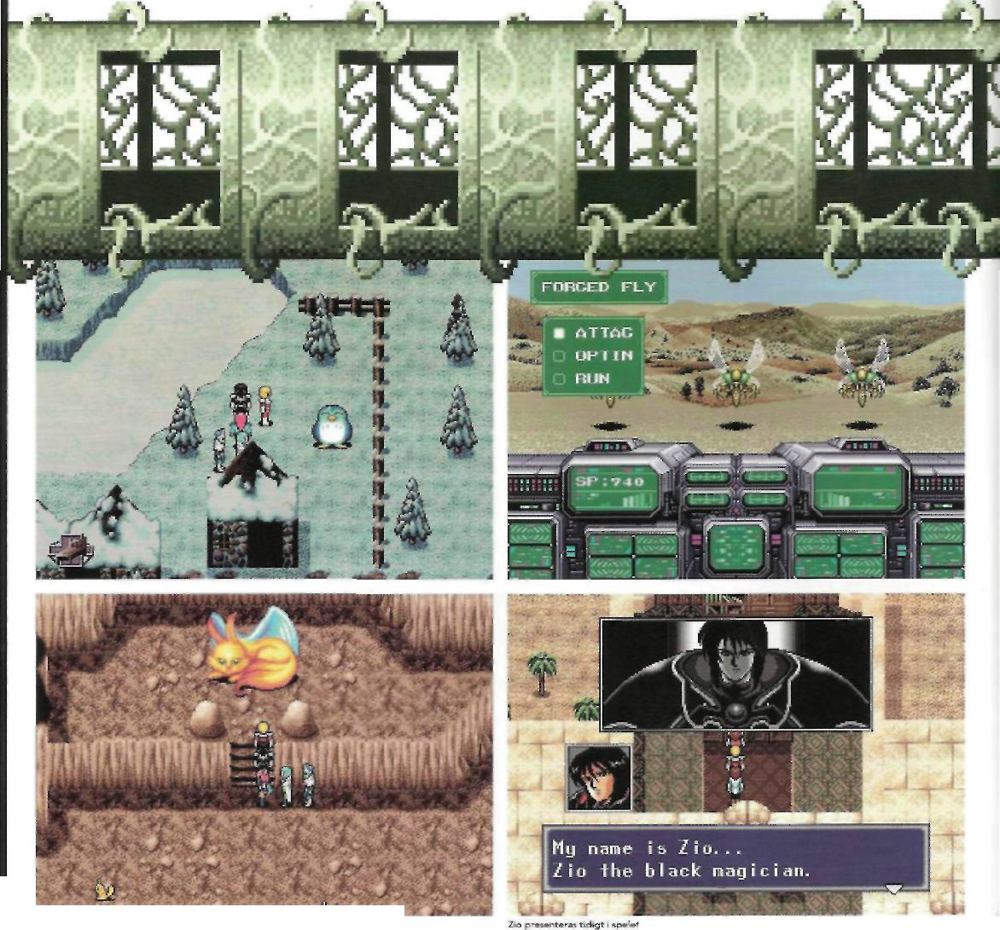 FORCED FLY
ATTAC
OPTIN
RUN
SP:740
My name is Zio...
Zio the black magician.
Zio presenteras tidigt i spelet